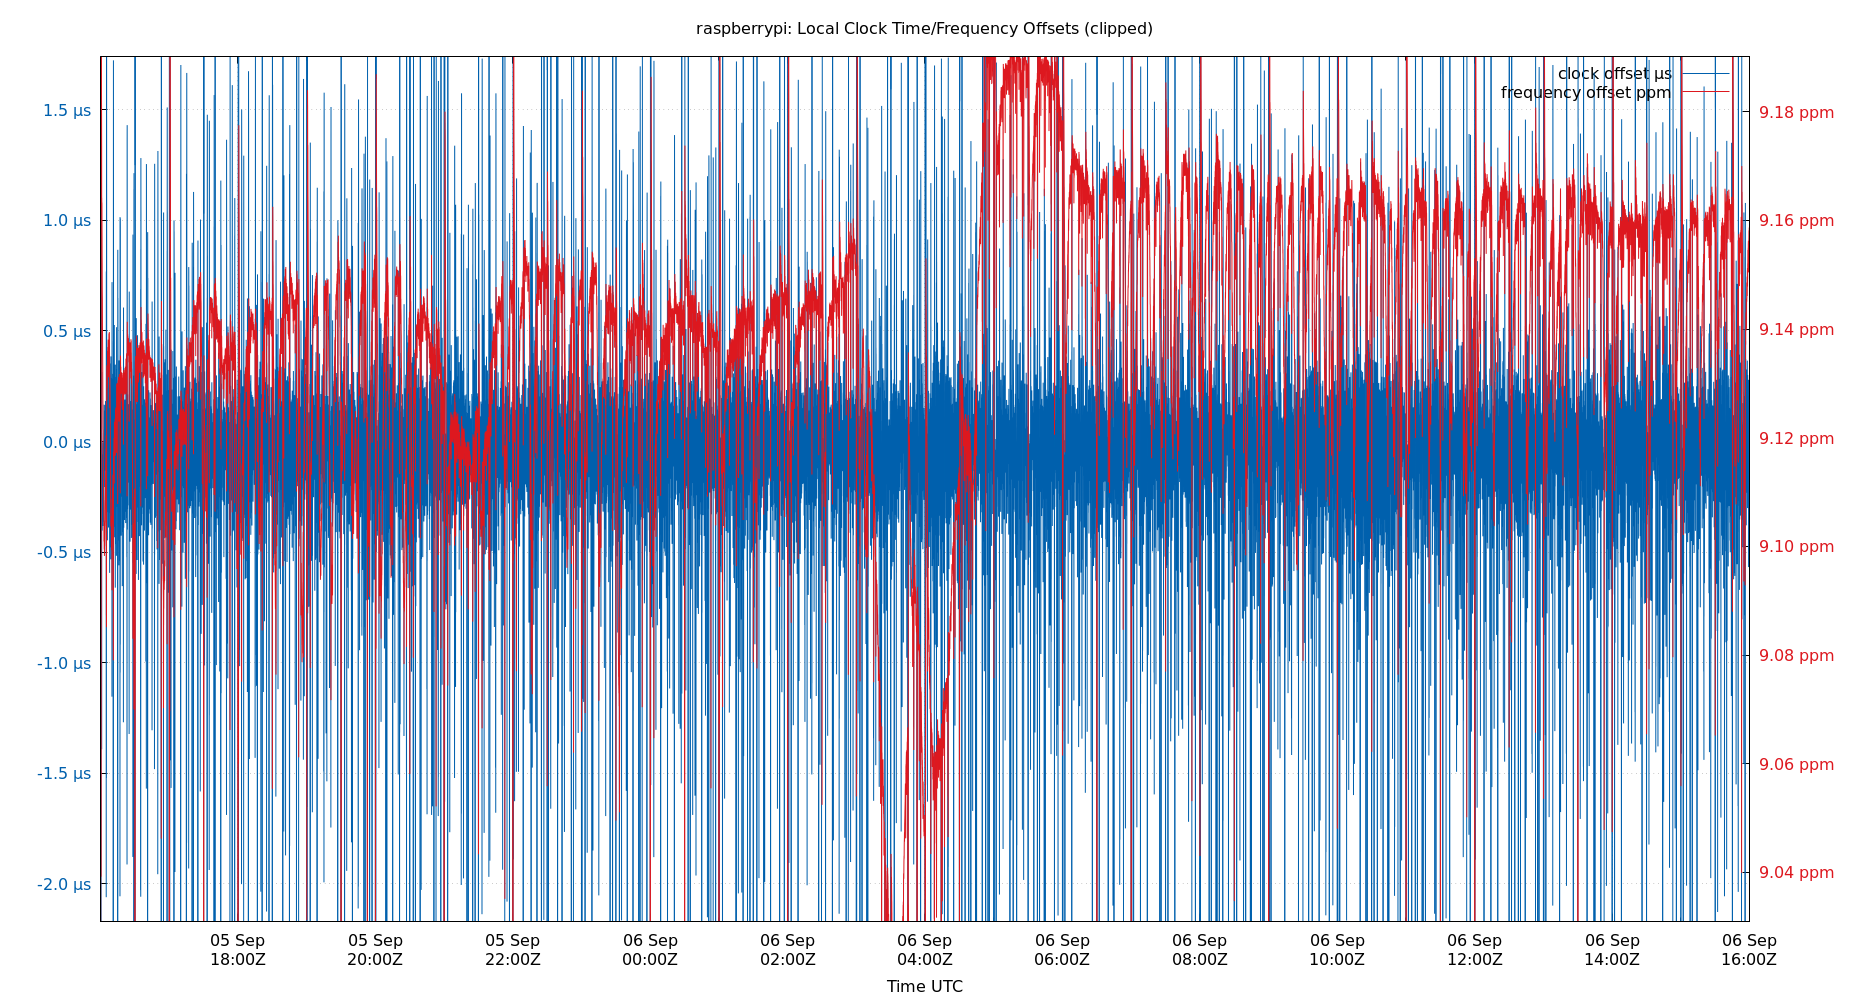 raspberrypi: Local Clock Time/Frequency Offsets (clipped)
clock offset µs
frequency offset ppm
1.5 µs
1.0 µs
0.5 µs
0.0 µs
-0.5 µs
-1.0 µs
-1.5 µs
-2.0 µs
9.18 ppm
9.16 ppm
9.14 ppm
9.12 ppm
9.10 ppm
9.08 ppm
9.06 ppm
9.04 ppm
05 Sep
18:00Z
05 Sep
20:00Z
05 Sep
22:00Z
06 Sep
00:00Z
06 Sep
02:00Z
06 Sep
04:00Z
06 Sep
06:00Z
06 Sep
08:00Z
06 Sep
10:00Z
06 Sep
12:00Z
06 Sep
14:00Z
06 Sep
16:00Z
Time UTC